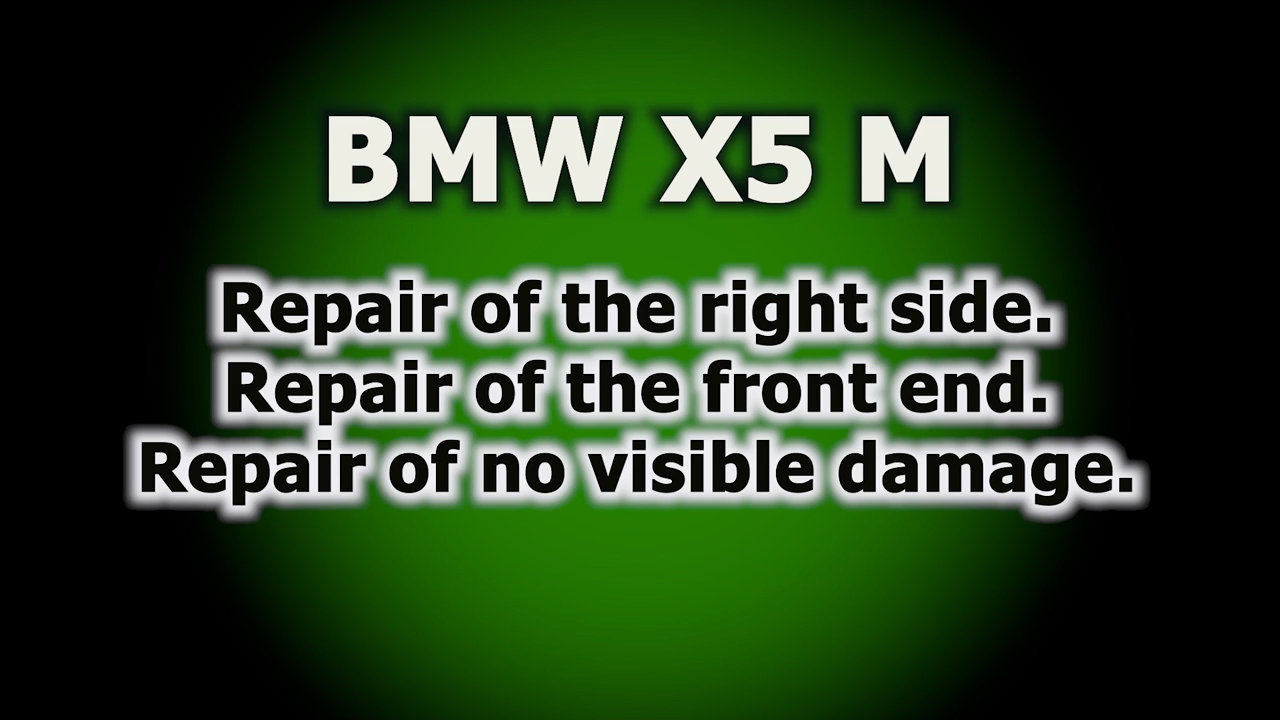 BMW X5 M
Repair of the right side.
Repair of the front end.
Repair of no visible damage.